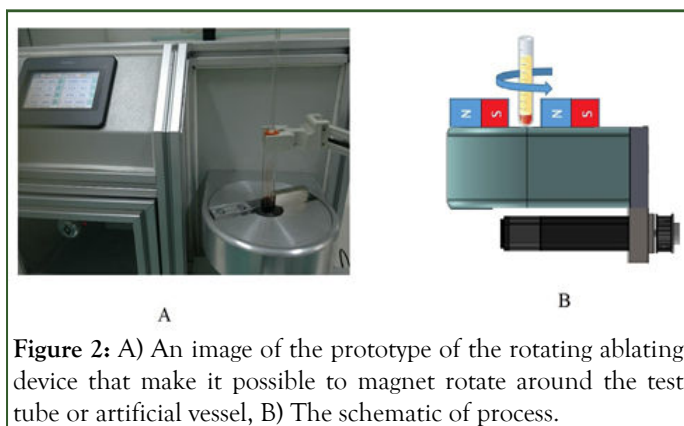 N S N S
A
B
Figure 2: A) An image of the prototype of the rotating ablating
device that make it possible to magnet rotate around the test
tube or artificial vessel, B) The schematic of process.